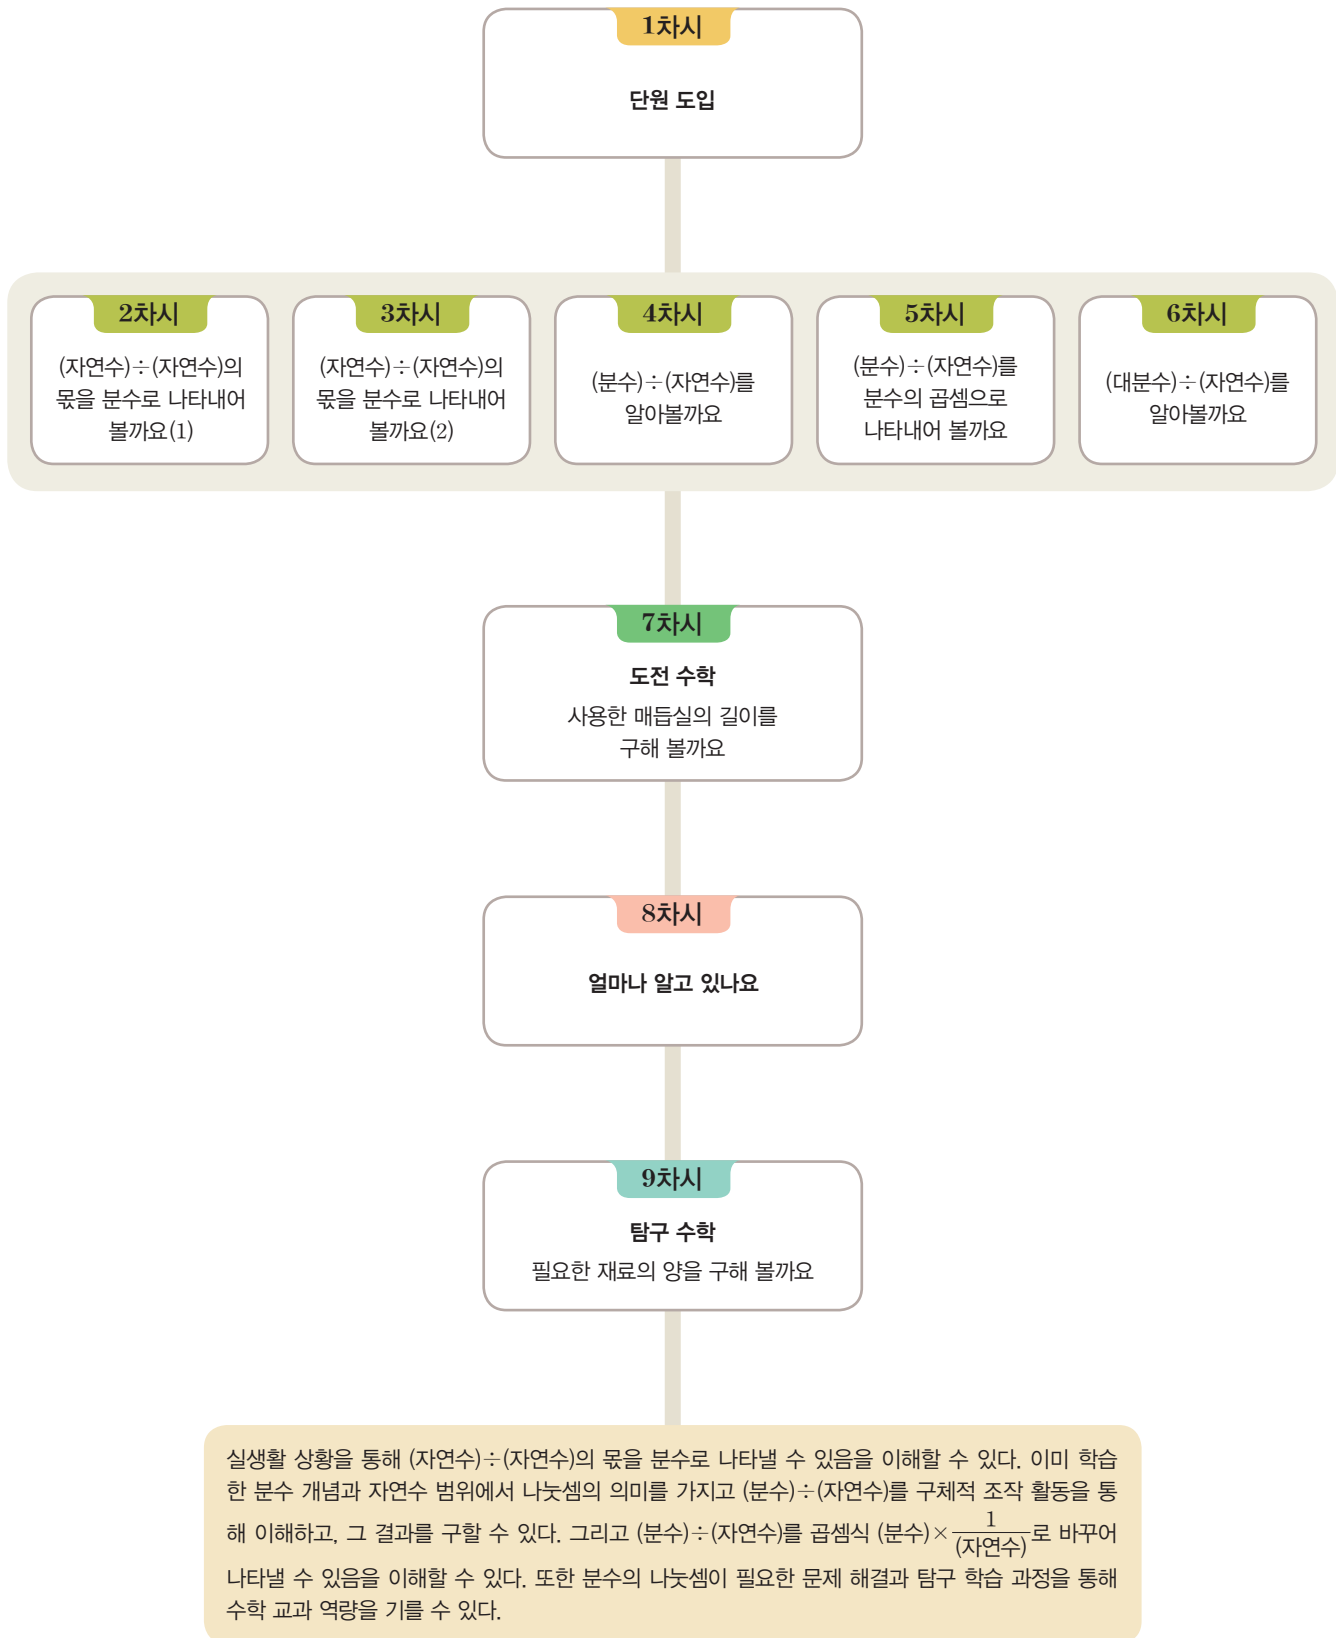 1차시
단원 도입
2차시
(자연수)÷(자연수)의
몫을 분수로 나타내어
볼까요(1)
3차시
(자연수)÷(자연수)의
몫을 분수로 나타내어
볼까요(2)
4차시
(분수)÷(자연수)를
알아볼까요
5차시
(분수)÷(자연수)를
분수의 곱셈으로
나타내어 볼까요
6차시
(대분수)÷(자연수)를
알아볼까요
7차시
도전 수학
사용한 매듭실의 길이를
구해 볼까요
8차시
얼마나 알고 있나요
9차시
탐구 수학
필요한 재료의 양을 구해 볼까요
실생활 상황을 통해 (자연수)÷(자연수)의 몫을 분수로 나타낼 수 있음을 이해할 수 있다. 이미 학습
한 분수 개념과 자연수 범위에서 나눗셈의 의미를 가지고 (분수)÷(자연수)를 구체적 조작 활동을 통
해 이해하고, 그 결과를 구할 수 있다. 그리고 (분수)÷(자연수)를 곱셈식 (분수)×1/(자연수)로 바꾸어
나타낼 수 있음을 이해할 수 있다. 또한 분수의 나눗셈이 필요한 문제 해결과 탐구 학습 과정을 통해
수학 교과 역량을 기를 수 있다.